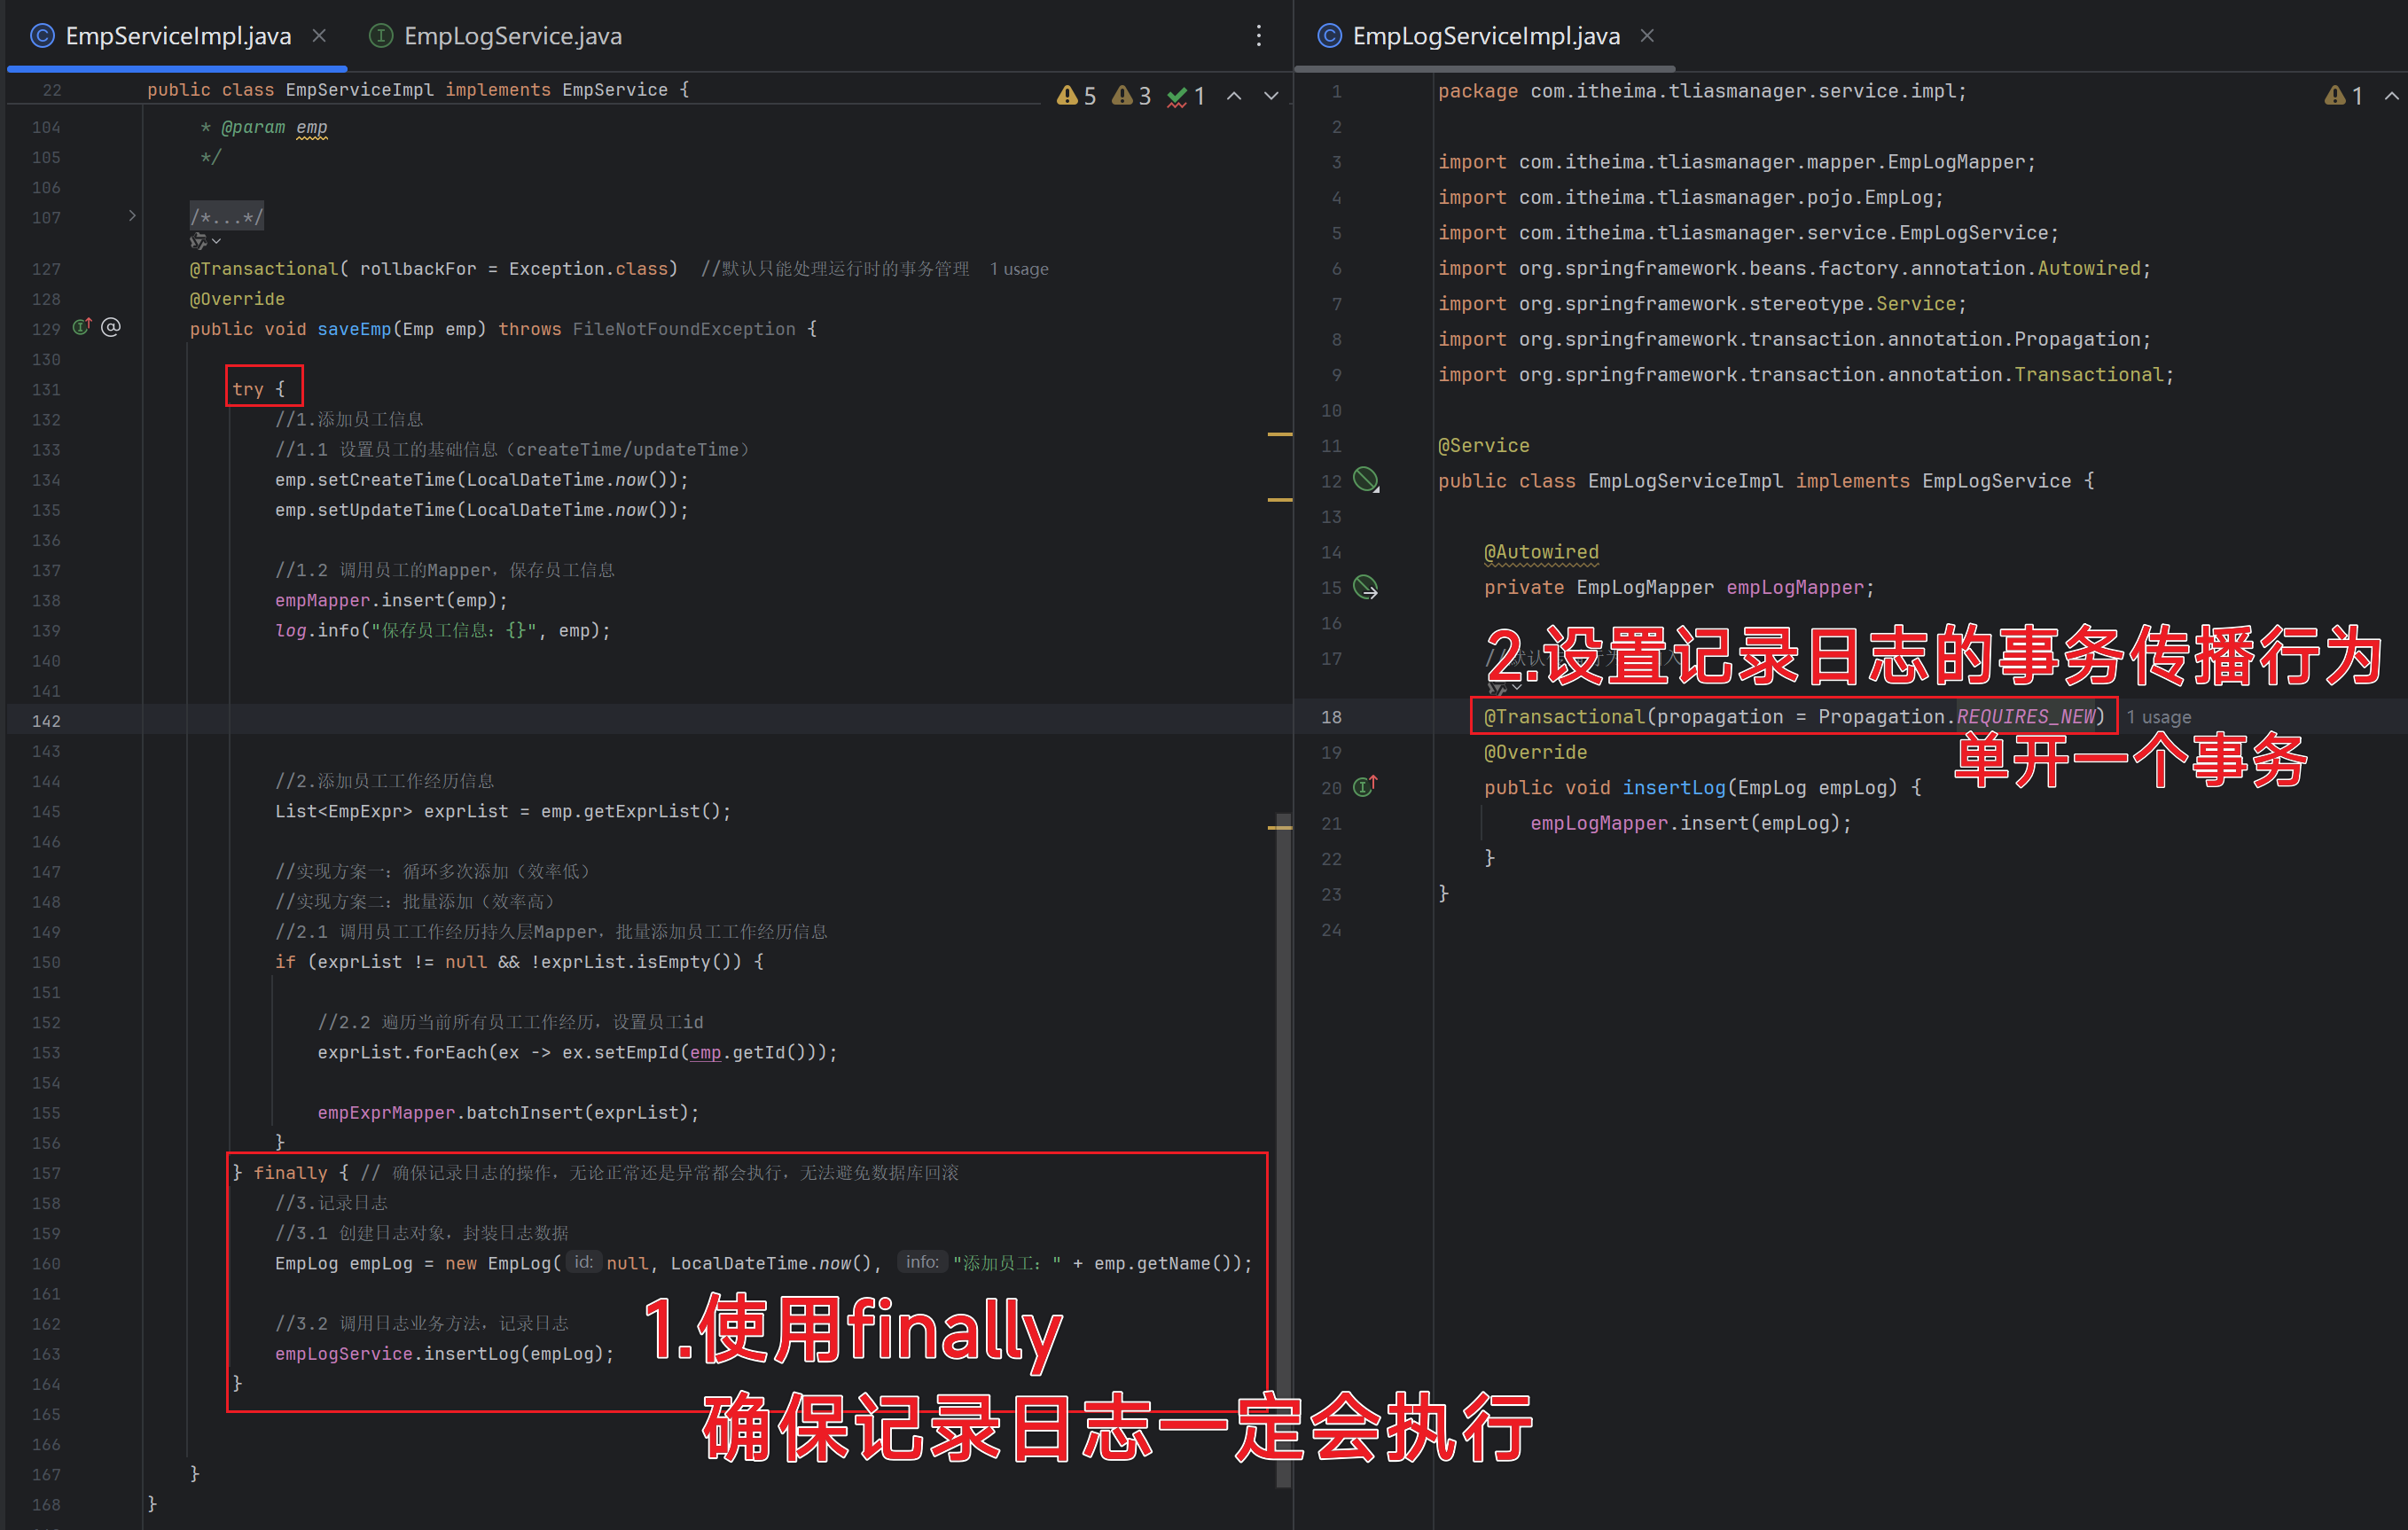 EmpServiceImpl.java
EmpLogService.java
22 public class EmpServiceImpl implements EmpService {
5 3 1
104 * @param emp
105 */
106
107 /*...*/
127 @Transactional( rollbackFor = Exception.class) //默认只能处理运行时的事务管理 1 usage
128 @Override
129 public void saveEmp(Emp emp) throws FileNotFoundException {
130
131 try {
132 //1.添加员工信息
133 //1.1 设置员工的基础信息（createTime/updateTime）
134 emp.setCreateTime(LocalDateTime.now());
135 emp.setUpdateTime(LocalDateTime.now());
136
137 //1.2 调用员工的Mapper，保存员工信息
138 empMapper.insert(emp);
139 log.info("保存员工信息：{}", emp);
140
141
142
143
144 //2.添加员工工作经历信息
145 List<EmpExpr> exprList = emp.getExprList();
146
147 //实现方案一：循环多次添加（效率低）
148 //实现方案二：批量添加（效率高）
149 //2.1 调用员工工作经历持久层Mapper，批量添加员工工作经历信息
150 if (exprList != null && !exprList.isEmpty()) {
151
152 //2.2 遍历当前所有员工工作经历，设置员工id
153 exprList.forEach(ex -> ex.setEmpId(emp.getId()));
154
155 empExprMapper.batchInsert(exprList);
156 }
157 } finally { // 确保记录日志的操作，无论正常还是异常都会执行，无法避免数据库回滚
158 //3.记录日志
159 //3.1 创建日志对象，封装日志数据
160 EmpLog empLog = new EmpLog( id: null, LocalDateTime.now(), info: "添加员工：" + emp.getName());
161
162 //3.2 调用日志业务方法，记录日志
163 empLogService.insertLog(empLog);
164 }
165
166
167 }
168 }
1.使用finally
确保记录日志一定会执行
EmpLogServiceImpl.java
1 package com.itheima.tliasmanager.service.impl;
1
2
3 import com.itheima.tliasmanager.mapper.EmpLogMapper;
4 import com.itheima.tliasmanager.pojo.EmpLog;
5 import com.itheima.tliasmanager.service.EmpLogService;
6 import org.springframework.beans.factory.annotation.Autowired;
7 import org.springframework.stereotype.Service;
8 import org.springframework.transaction.annotation.Propagation;
9 import org.springframework.transaction.annotation.Transactional;
10
11 @Service
12 public class EmpLogServiceImpl implements EmpLogService {
13
14 @Autowired
15 private EmpLogMapper empLogMapper;
16
17 //默认
2.设置记录日志的事务传播行为
18 @Transactional(propagation = Propagation.REQUIRES_NEW) 1 usage
单开一个事务
19 @Override
20 public void insertLog(EmpLog empLog) {
21 empLogMapper.insert(empLog);
22 }
23 }
24